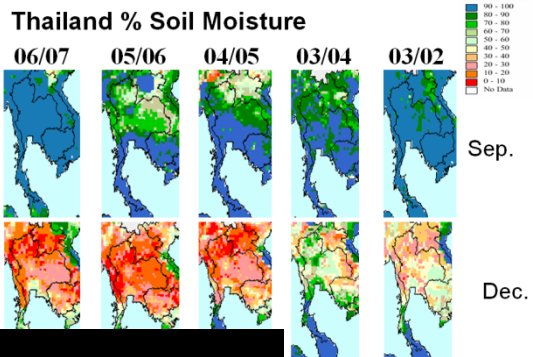 Thailand % Soil Moisture
06/07 05/06 04/05 03/04 03/02
90 - 100
80 - 90
70 - 80
60 - 70
50 - 60
40 - 50
30 - 40
20 - 30
10 - 20
0 - 10
No Data
Sep.
Dec.